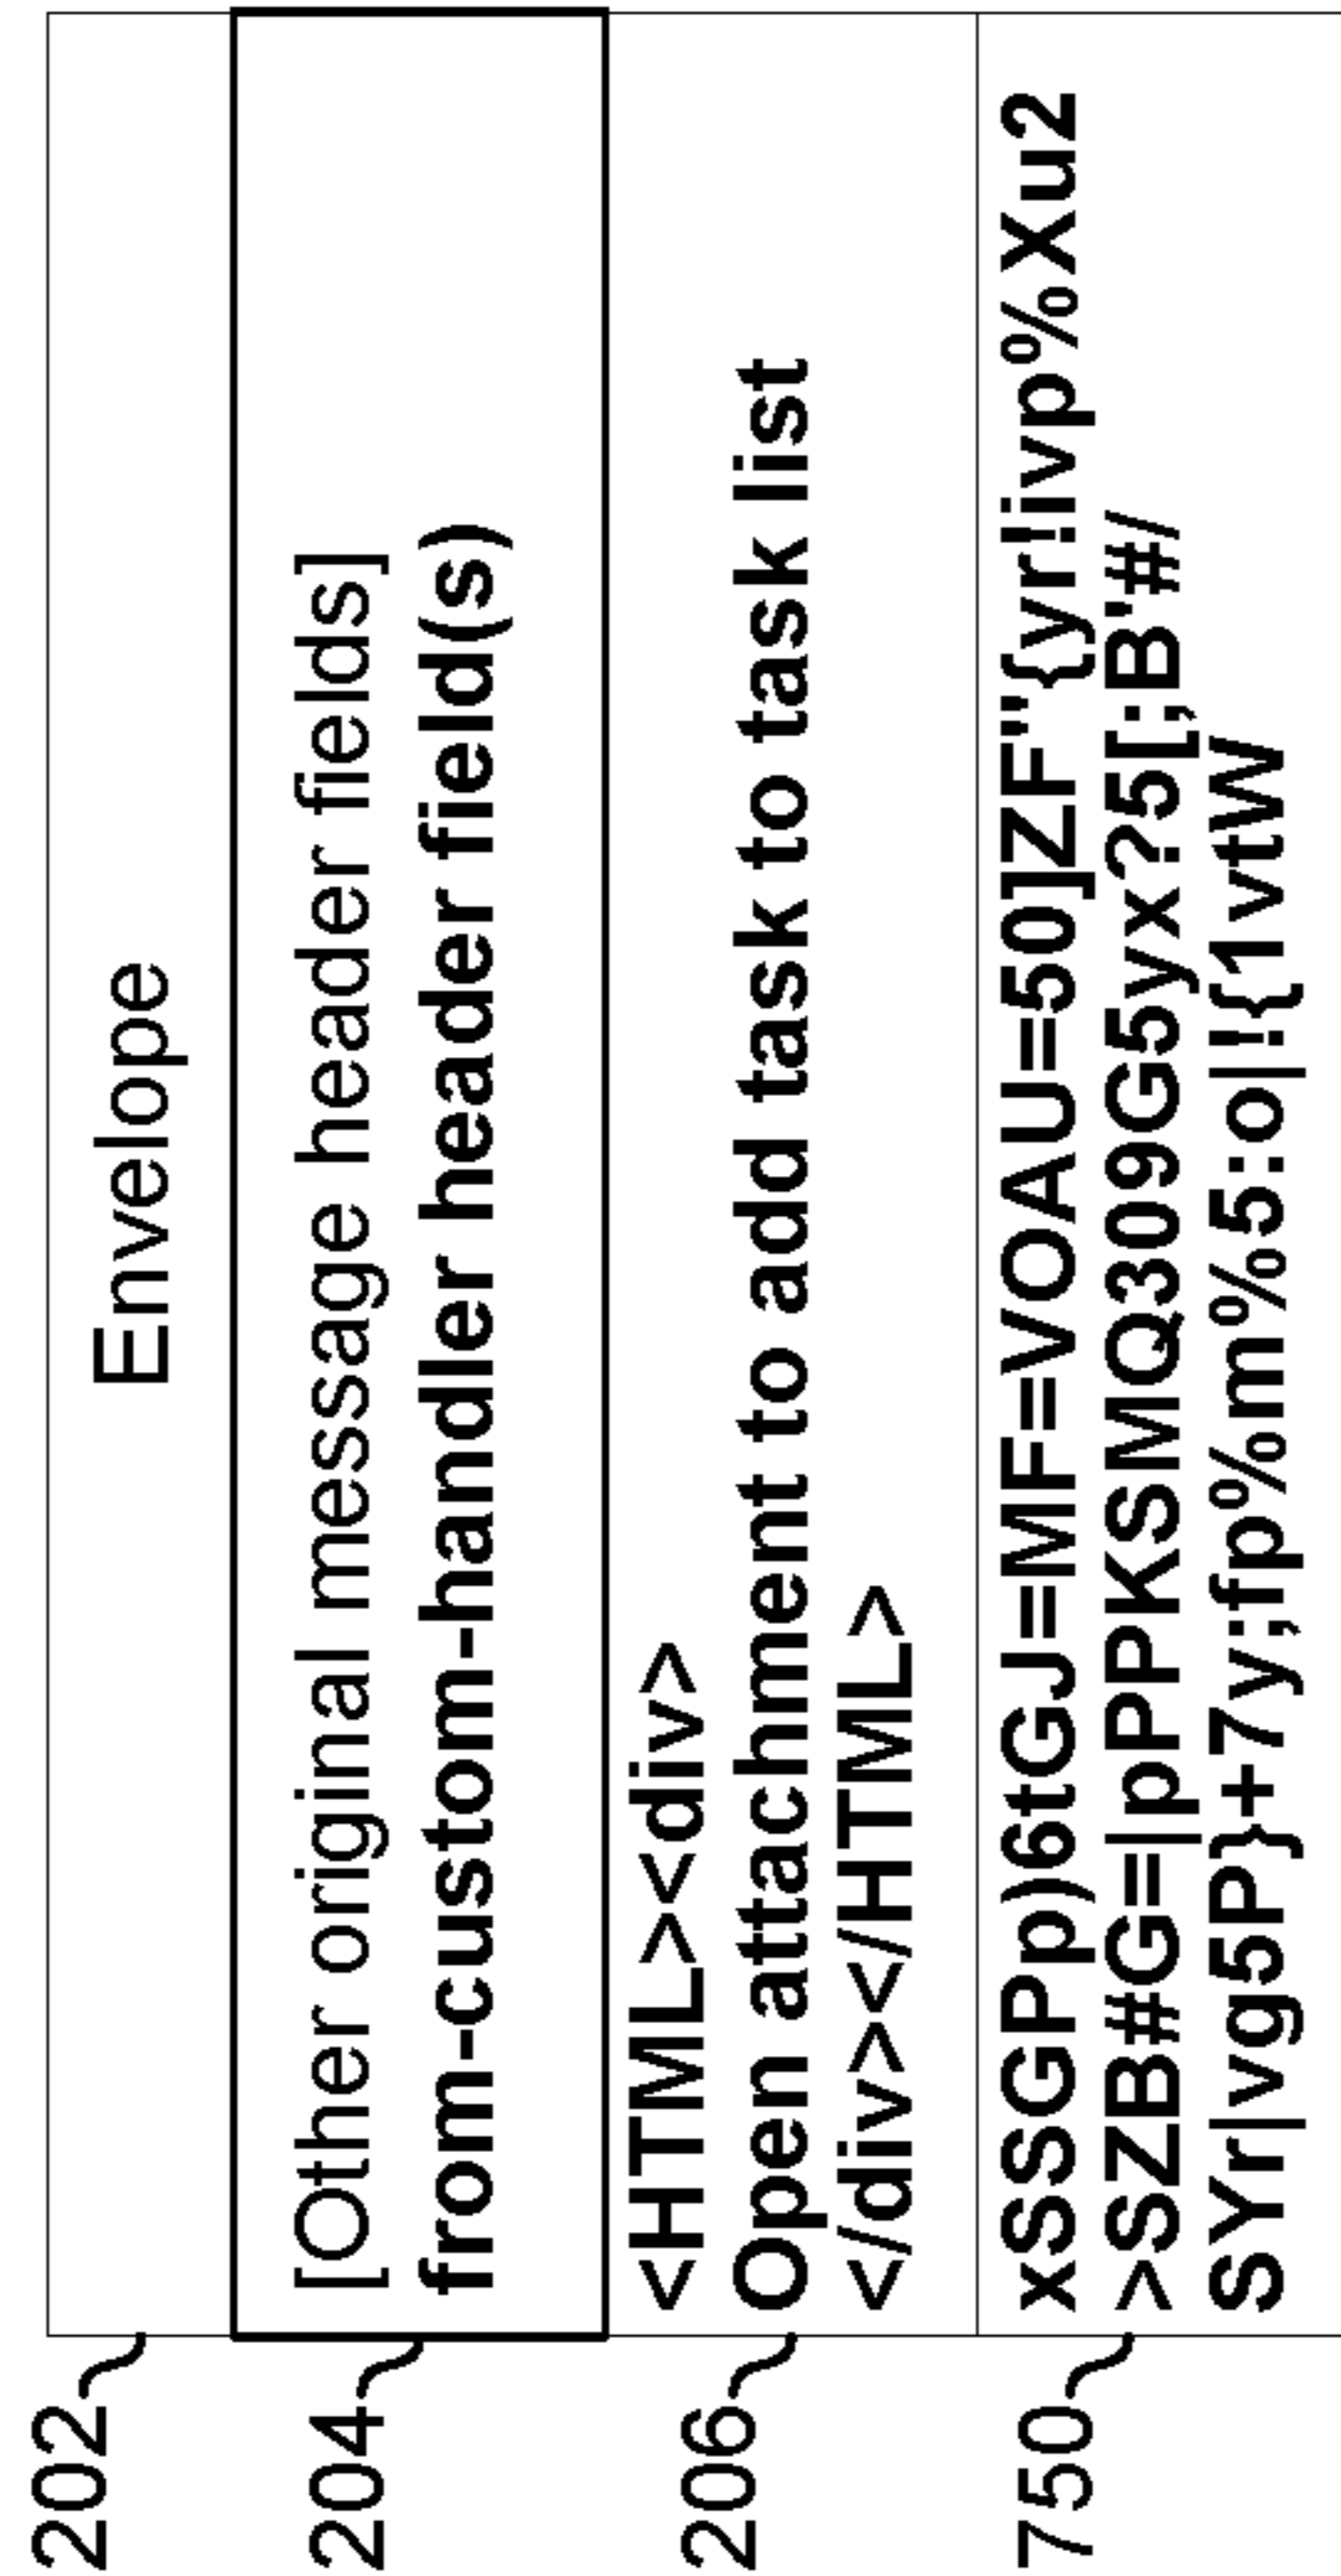 202
Envelope
204
[Other original message header fields]
from-custom-handler header field(s)
206
<HTML><div>
Open attachment to add task to task list
</div></HTML>
750
xSSGPp)6tGJ=MF=VOAU=50]ZF"{yr!ivp%Xu2
>SZB#G=|pPPKSMQ309G5yx?5[;B'#/
SYr|vg5P}+7y;fp%m%5:o|!{1vtW